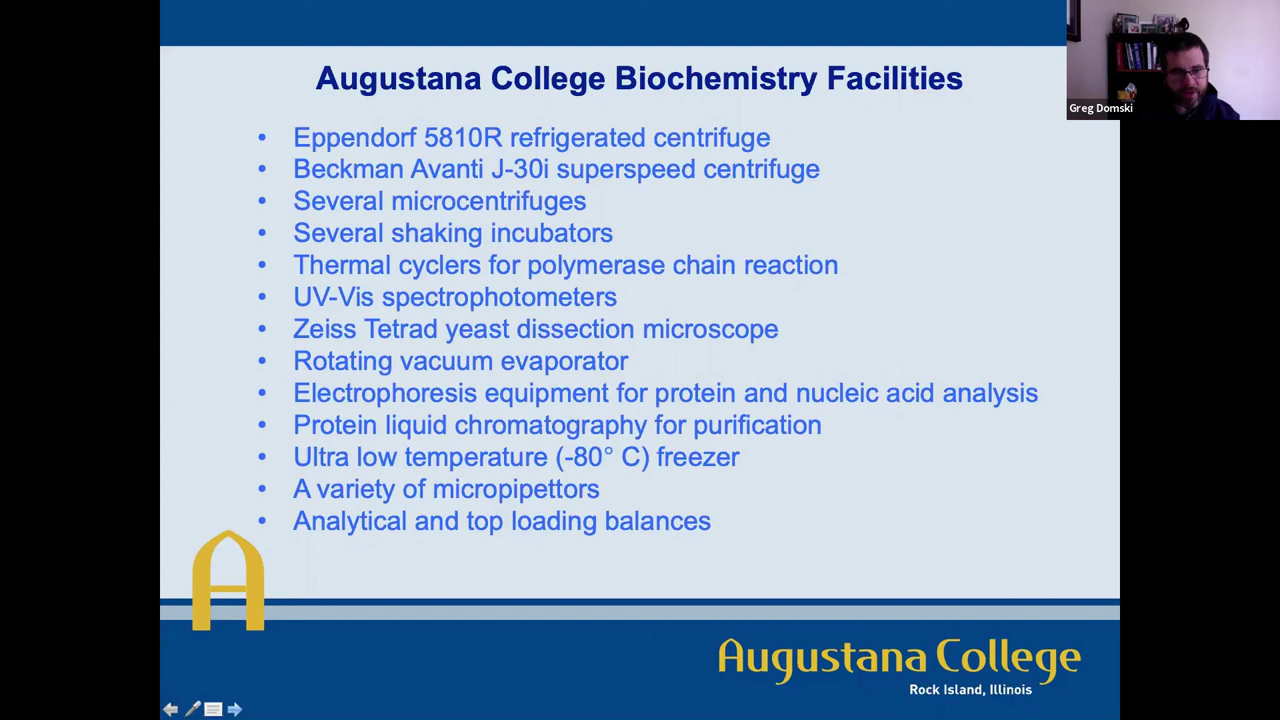 Augustana College Biochemistry Facilities
Greg Domski
• Eppendorf 5810R refrigerated centrifuge
• Beckman Avanti J-30i superspeed centrifuge
• Several microcentrifuges
• Several shaking incubators
• Thermal cyclers for polymerase chain reaction
• UV-Vis spectrophotometers
• Zeiss Tetrad yeast dissection microscope
• Rotating vacuum evaporator
• Electrophoresis equipment for protein and nucleic acid analysis
• Protein liquid chromatography for purification
• Ultra low temperature (-80° C) freezer
• A variety of micropipettors
• Analytical and top loading balances
A
Augustana College
Rock Island, Illinois